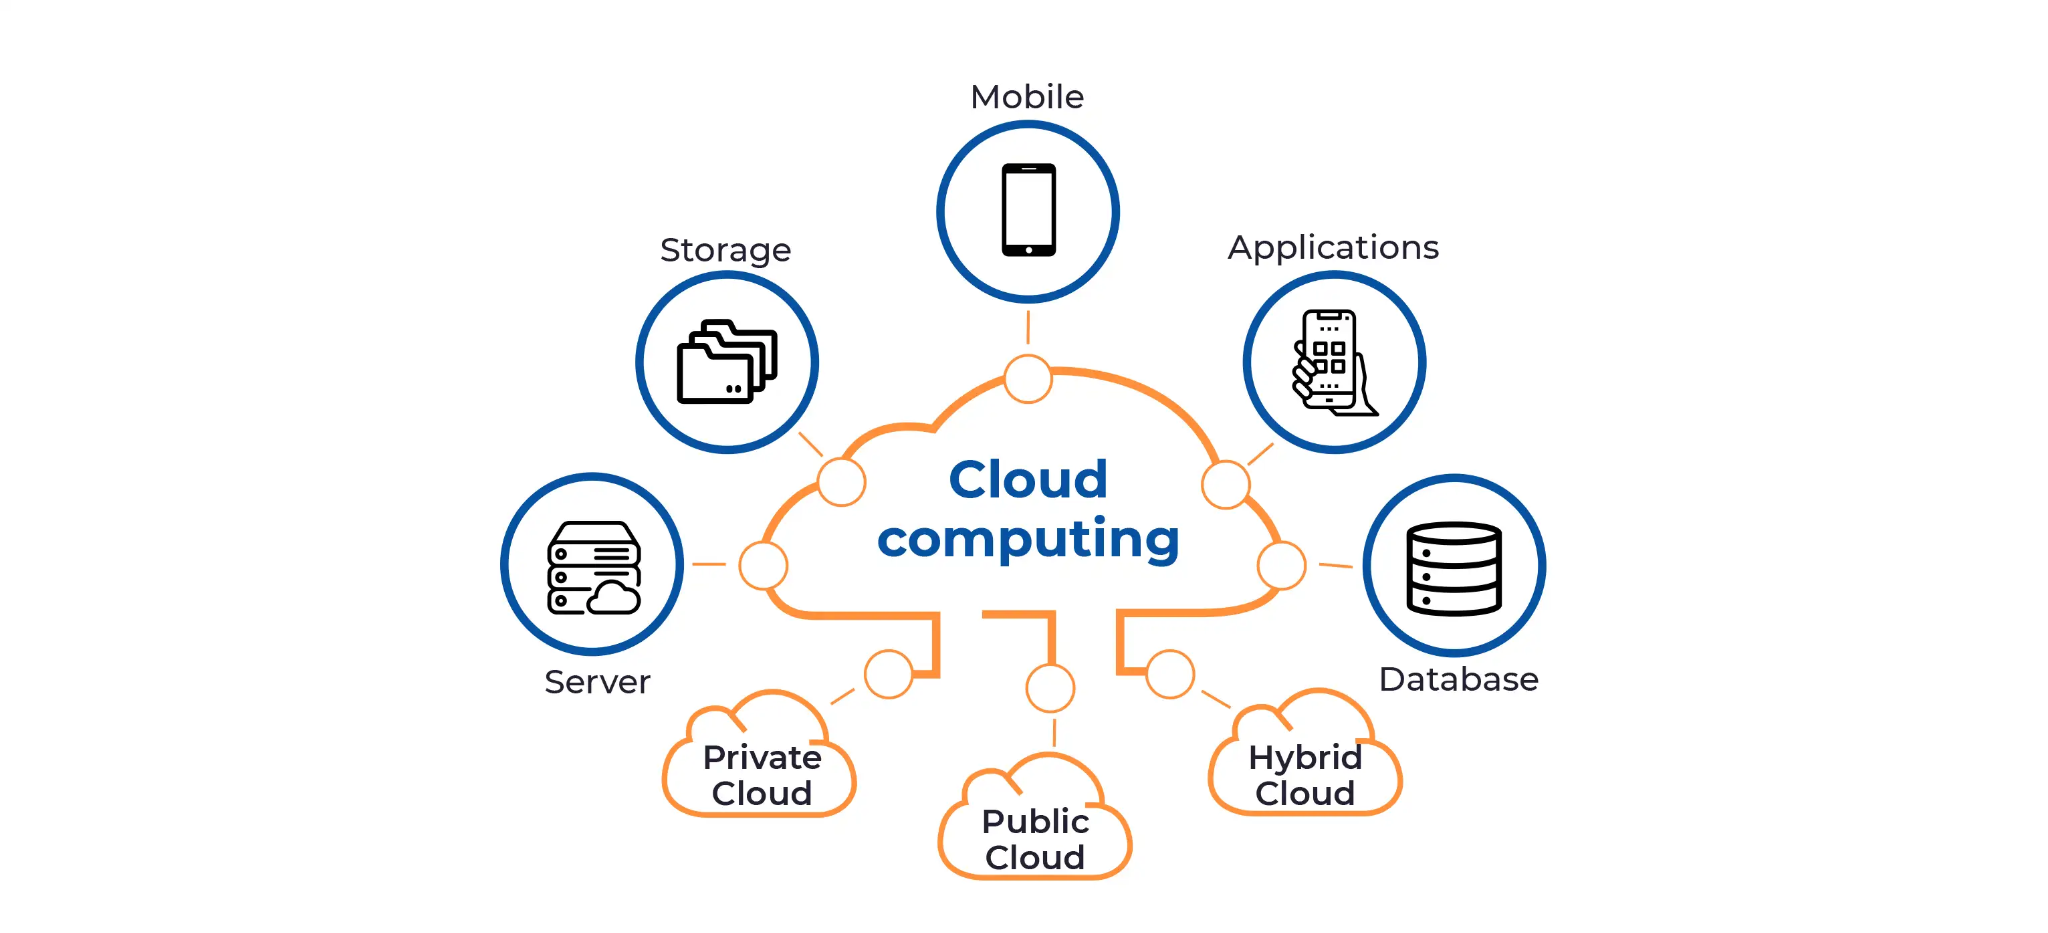 Mobile
Storage
Applications
Cloud
computing
Server
Database
Private
Cloud
Public
Cloud
Hybrid
Cloud